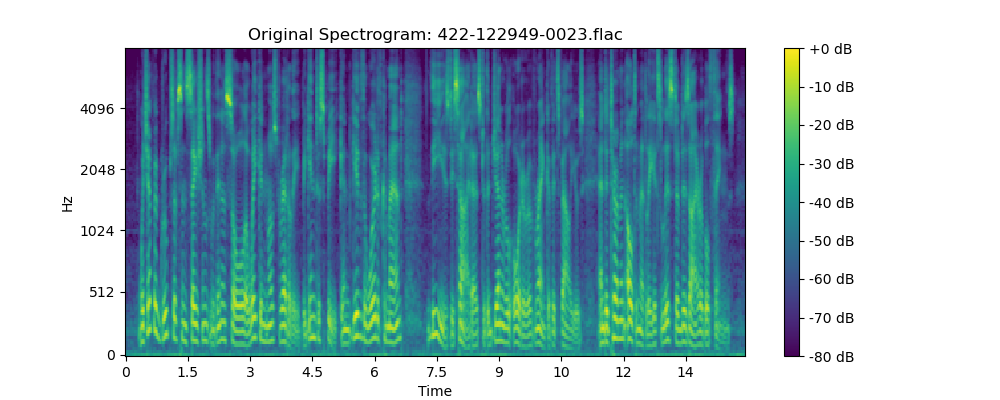 Original Spectrogram: 422-122949-0023.flac
Hz
4096
2048
1024
512
0
0 1.5 3 4.5 6 7.5 9 10 12 14
Time
+0 dB
-10 dB
-20 dB
-30 dB
-40 dB
-50 dB
-60 dB
-70 dB
-80 dB